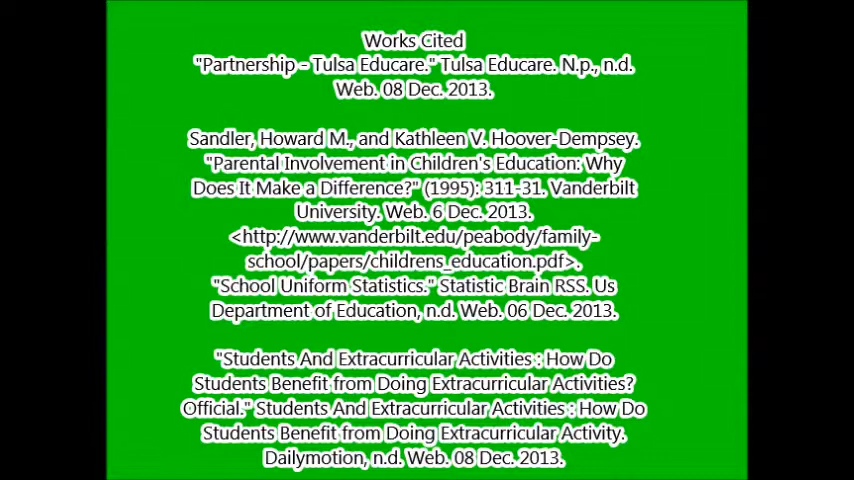 Works Cited
"Partnership - Tulsa Educare." Tulsa Educare. N.p., n.d.
Web. 08 Dec. 2013.
Sandler, Howard M., and Kathleen V. Hoover-Dempsey.
"Parental Involvement in Children's Education: Why
Does It Make a Difference?" (1995): 311-31. Vanderbilt
University. Web. 6 Dec. 2013.
<http://www.vanderbilt.edu/peabody/family-
school/papers/childrens_education.pdf>.
"School Uniform Statistics." Statistic Brain RSS. Us
Department of Education, n.d. Web. 06 Dec. 2013.
"Students And Extracurricular Activities : How Do
Students Benefit from Doing Extracurricular Activities?
Official." Students And Extracurricular Activities : How Do
Students Benefit from Doing Extracurricular Activity.
Dailymotion, n.d. Web. 08 Dec. 2013.